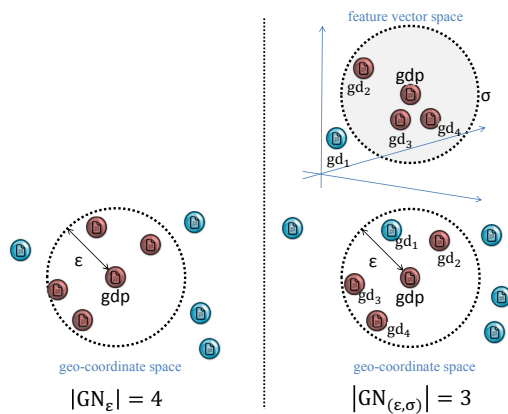 ε
gdp
geo-coordinate space
|GNε| = 4
feature vector space
gd2
gdp
σ
gd3
gd4
gd1
gd1
ε
gd2
gd3
gdp
gd4
geo-coordinate space
|GN(ε,σ)| = 3